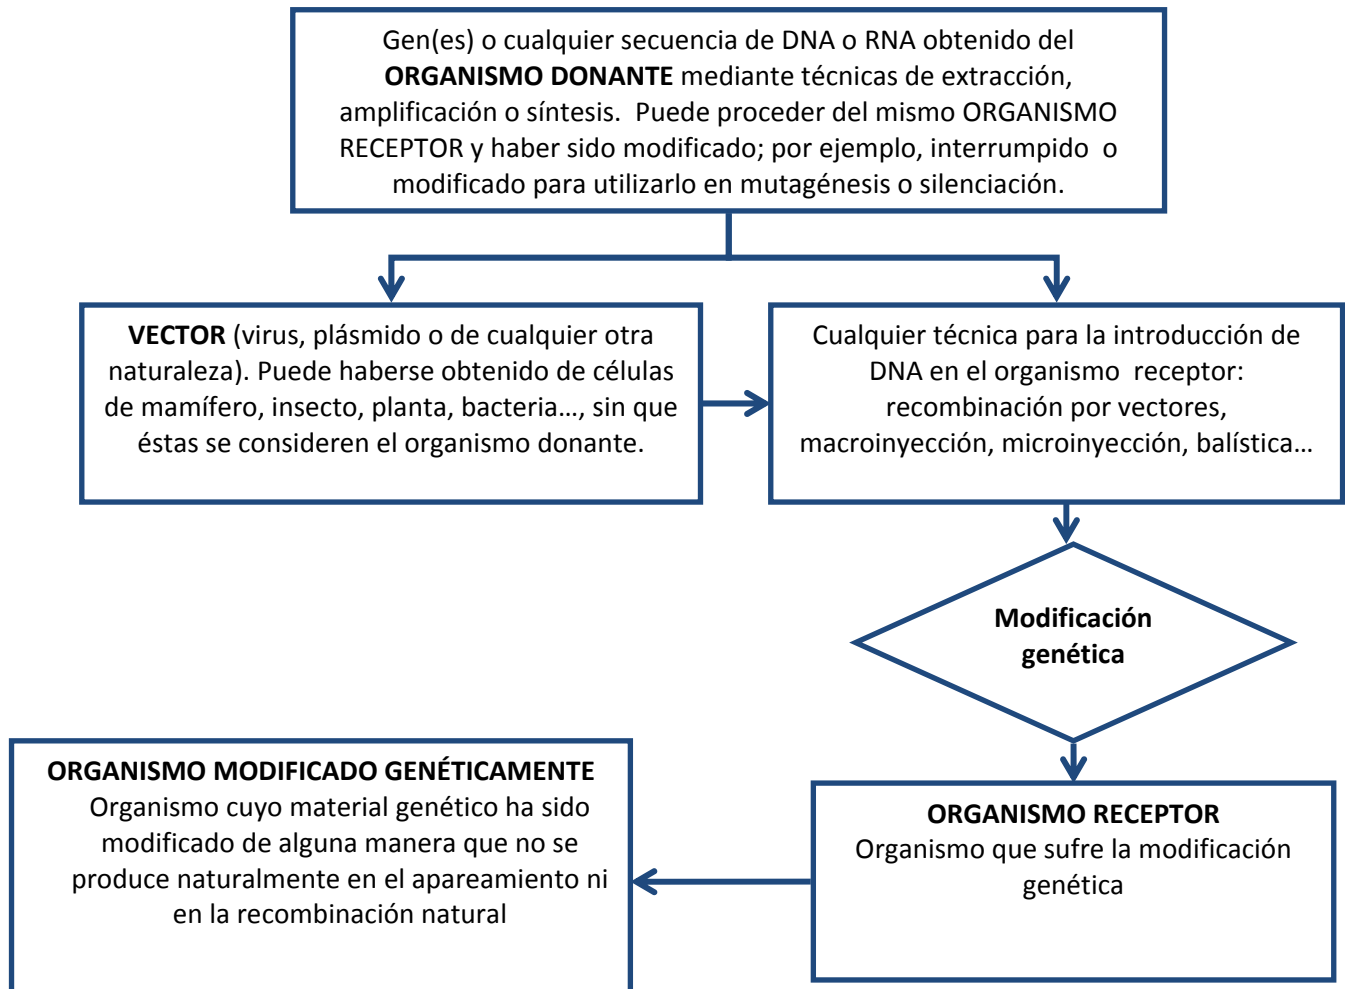 Gen(es) o cualquier secuencia de DNA o RNA obtenido del
ORGANISMO DONANTE mediante técnicas de extracción,
amplificación o síntesis. Puede proceder del mismo ORGANISMO
RECEPTOR y haber sido modificado; por ejemplo, interrumpido o
modificado para utilizarlo en mutagénesis o silenciación.
VECTOR (virus, plásmido o de cualquier otra
naturaleza). Puede haberse obtenido de células
de mamífero, insecto, planta, bacteria…, sin que
éstas se consideren el organismo donante.
Cualquier técnica para la introducción de
DNA en el organismo receptor:
recombinación por vectores,
macroinyección, microinyección, balística…
Modificación
genética
ORGANISMO RECEPTOR
Organismo que sufre la modificación
genética
ORGANISMO MODIFICADO GENÉTICAMENTE
Organismo cuyo material genético ha sido
modificado de alguna manera que no se
produce naturalmente en el apareamiento ni
en la recombinación natural